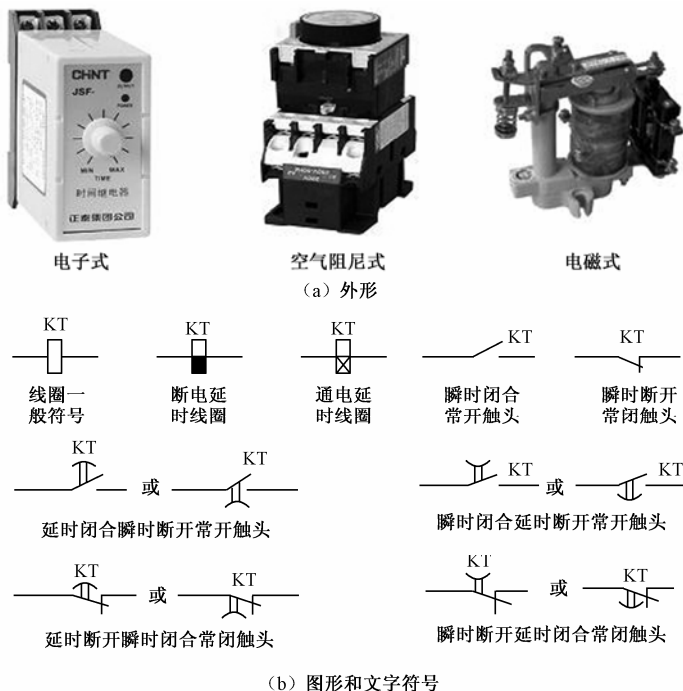 CHNT
JSF-
OUTPUT
POWER
MIN MAX
TIME
时间继电器
正泰集团公司
电子式
空气阻尼式
电磁式
（a）外形
KT
KT
KT
KT
KT
线圈一
般符号
断电延
时线圈
通电延
时线圈
瞬时闭合
常开触头
瞬时断开
常闭触头
KT
或
KT
KT
或
KT
延时闭合瞬时断开常开触头
瞬时闭合延时断开常开触头
KT
或
KT
KT
或
KT
延时断开瞬时闭合常闭触头
瞬时断开延时闭合常闭触头
（b）图形和文字符号